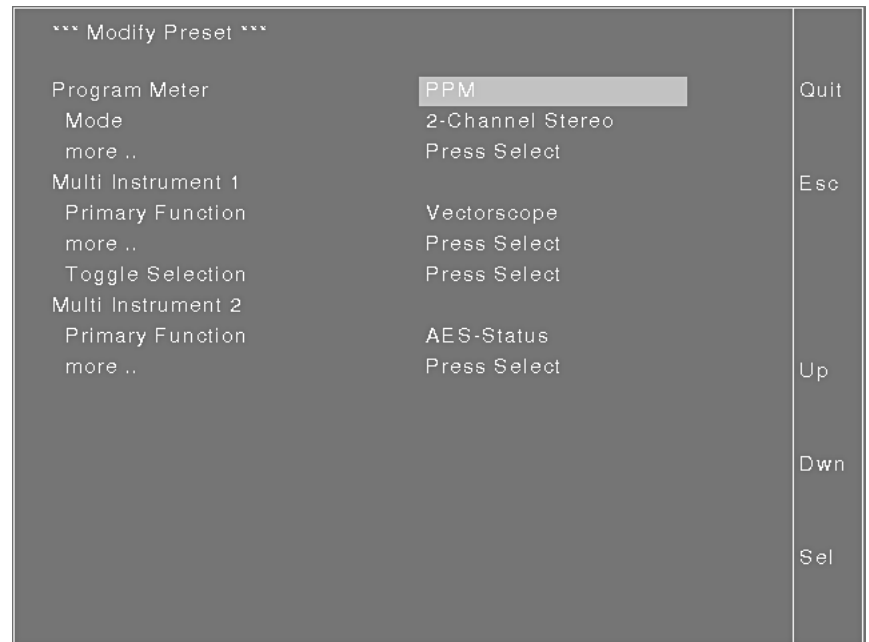 *** Modify Preset ***
Program Meter PPM Quit
Mode 2-Channel Stereo
more .. Press Select
Multi Instrument 1 Esc
Primary Function Vectorscope
more .. Press Select
Toggle Selection Press Select
Multi Instrument 2
Primary Function AES-Status
more .. Press Select Up
Dwn
Sel